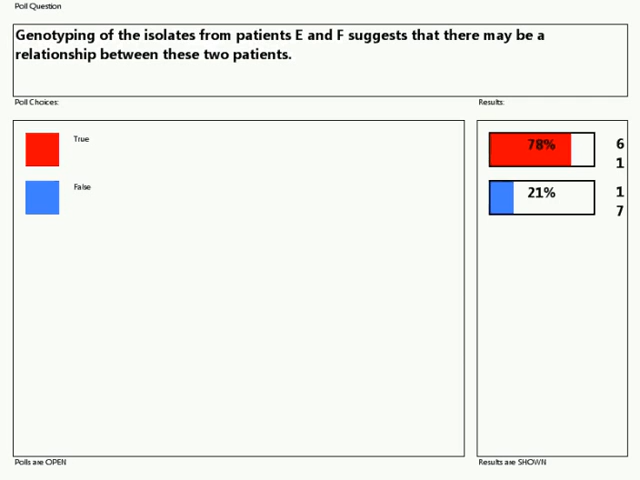 Poll Question
Genotyping of the isolates from patients E and F suggests that there may be a
relationship between these two patients.
Poll Choices:
Results:
True
78%
6
1
False
21%
1
7
Polls are OPEN
Results are SHOWN